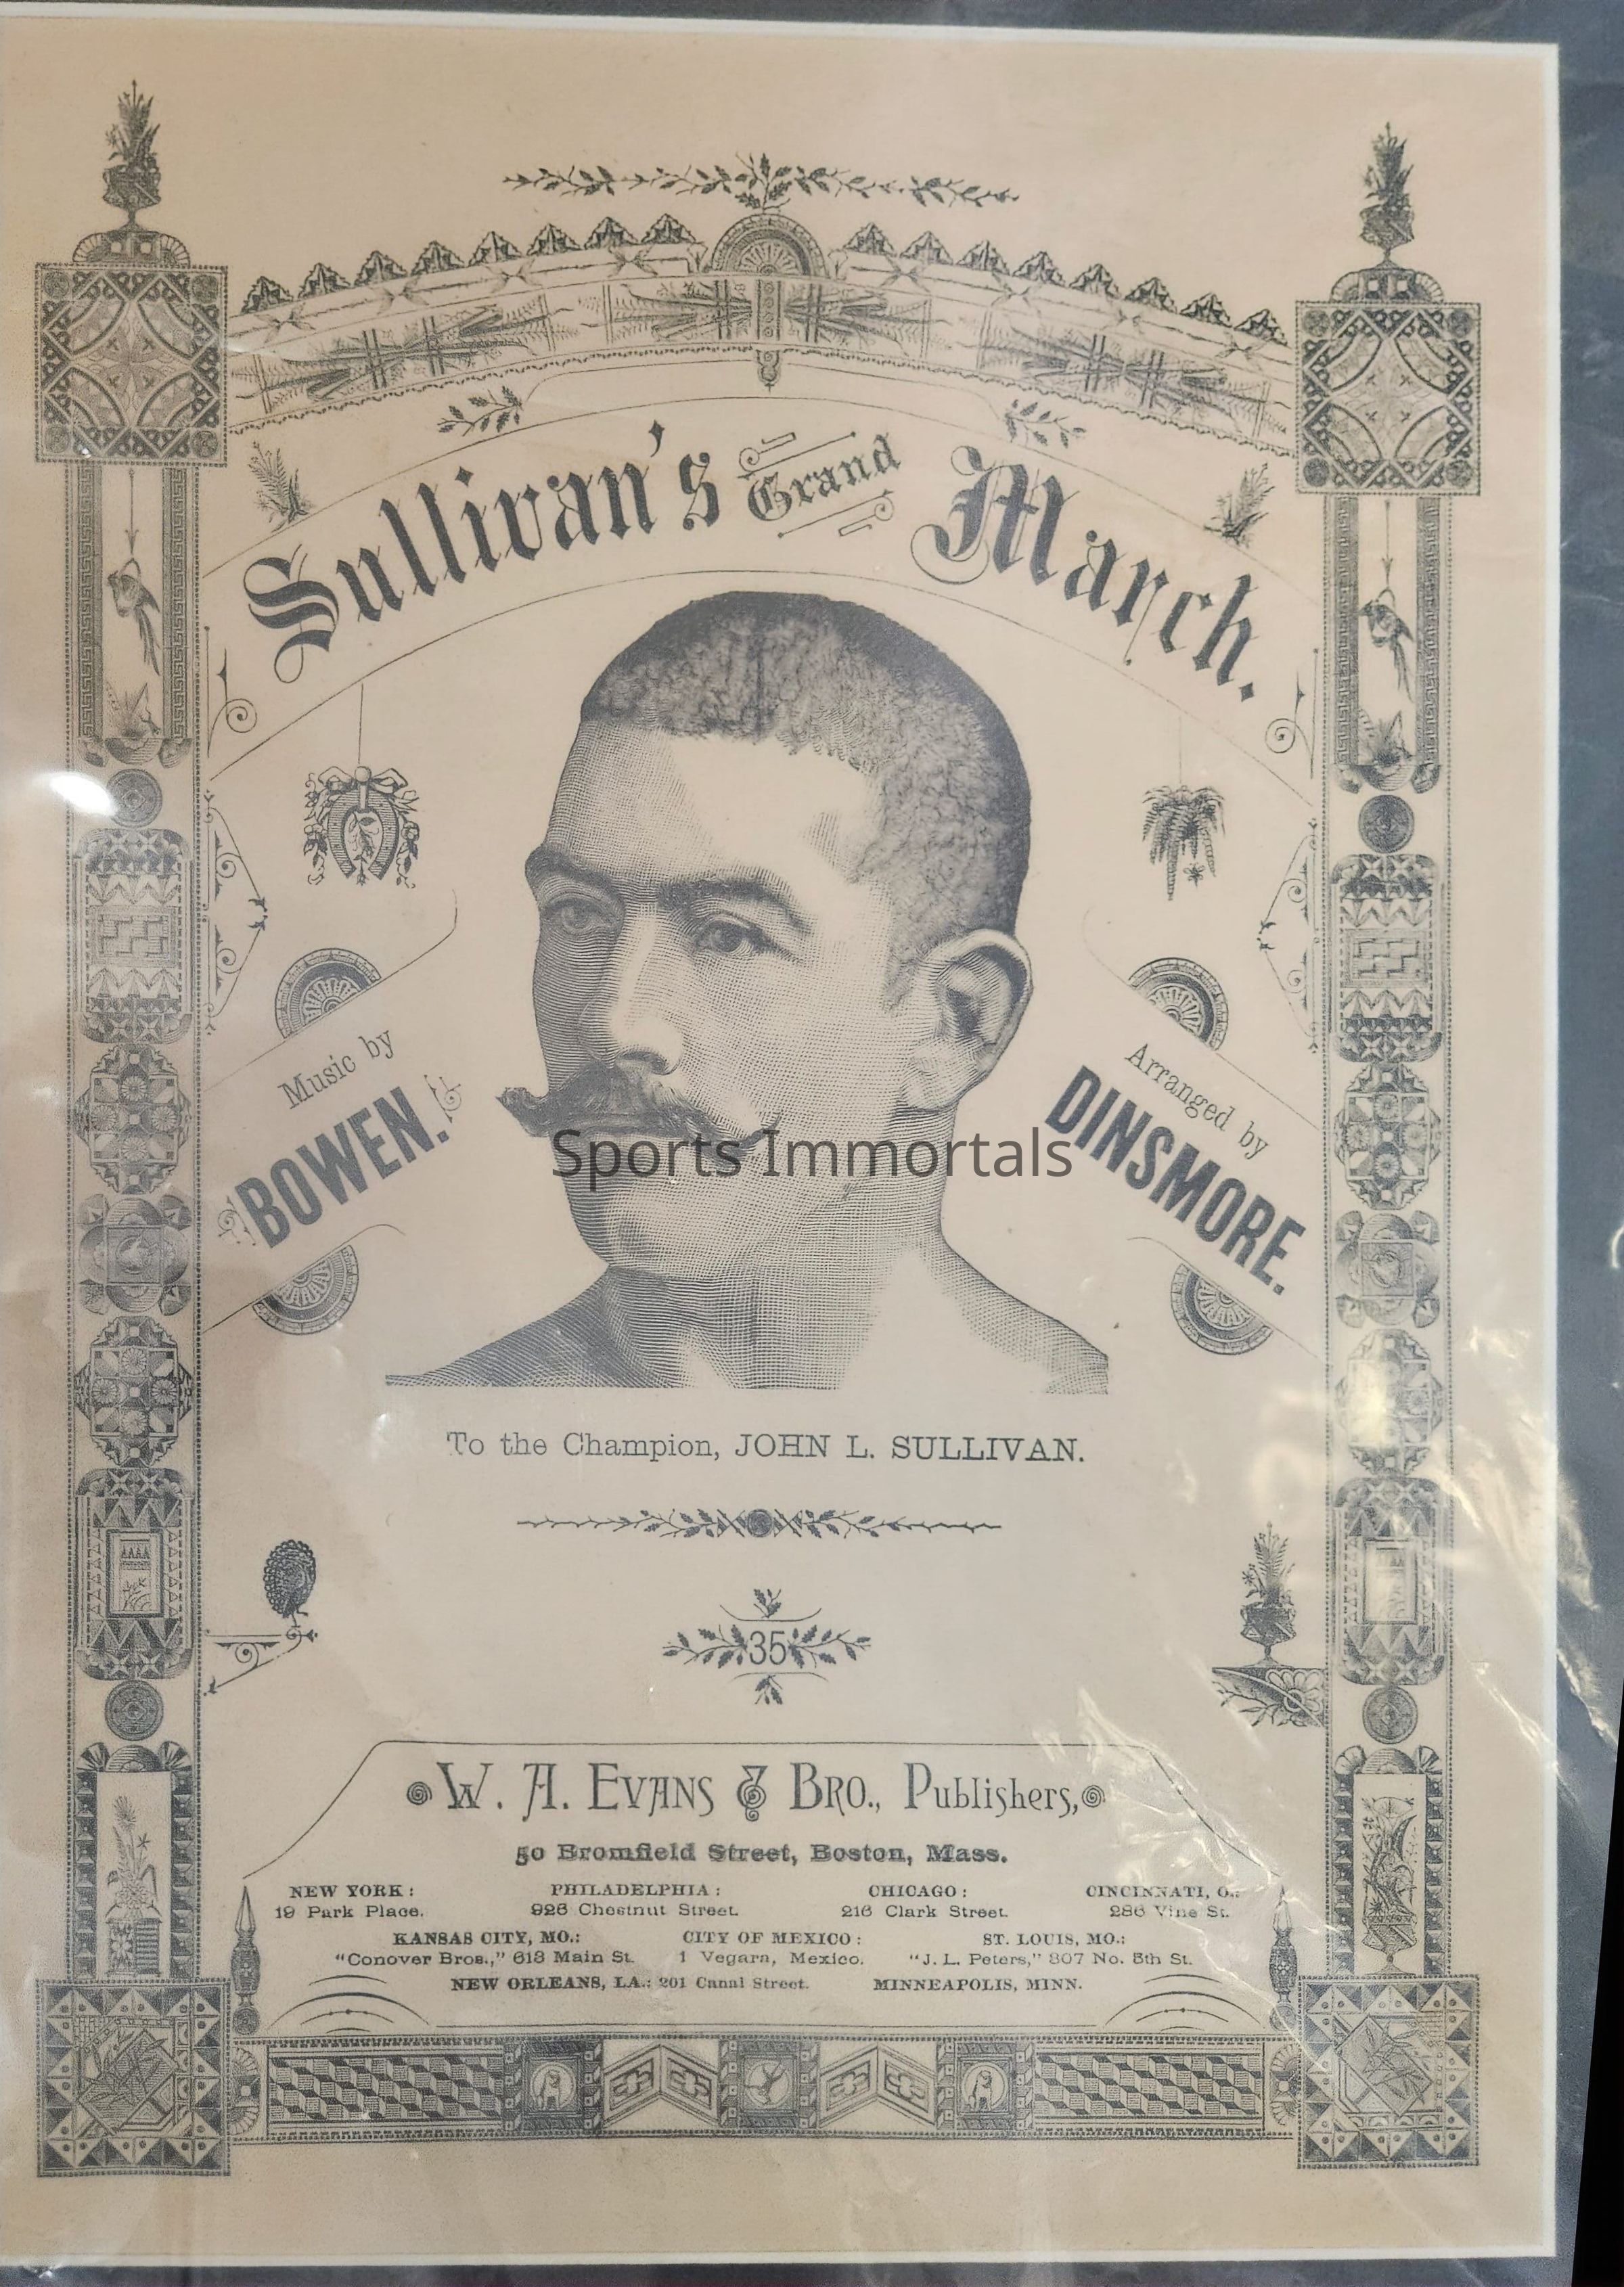 Sullivan's Grand March.
Music by
BOWEN.
Arranged by
DINSMORE.
Sports Immortals
To the Champion, JOHN L. SULLIVAN.
35
W. A. EVANS & BRO., Publishers,
50 Bromfield Street, Boston, Mass.
NEW YORK: PHILADELPHIA: CHICAGO: CINCINNATI, O.:
19 Park Place. 926 Chestnut Street. 216 Clark Street. 286 Vine St.
KANSAS CITY, MO.: CITY OF MEXICO: ST. LOUIS, MO.:
"Conover Bros.," 613 Main St. 1 Vegara, Mexico. "J. L. Peters," 307 No. 5th St.
NEW ORLEANS, LA.: 201 Canal Street. MINNEAPOLIS, MINN.